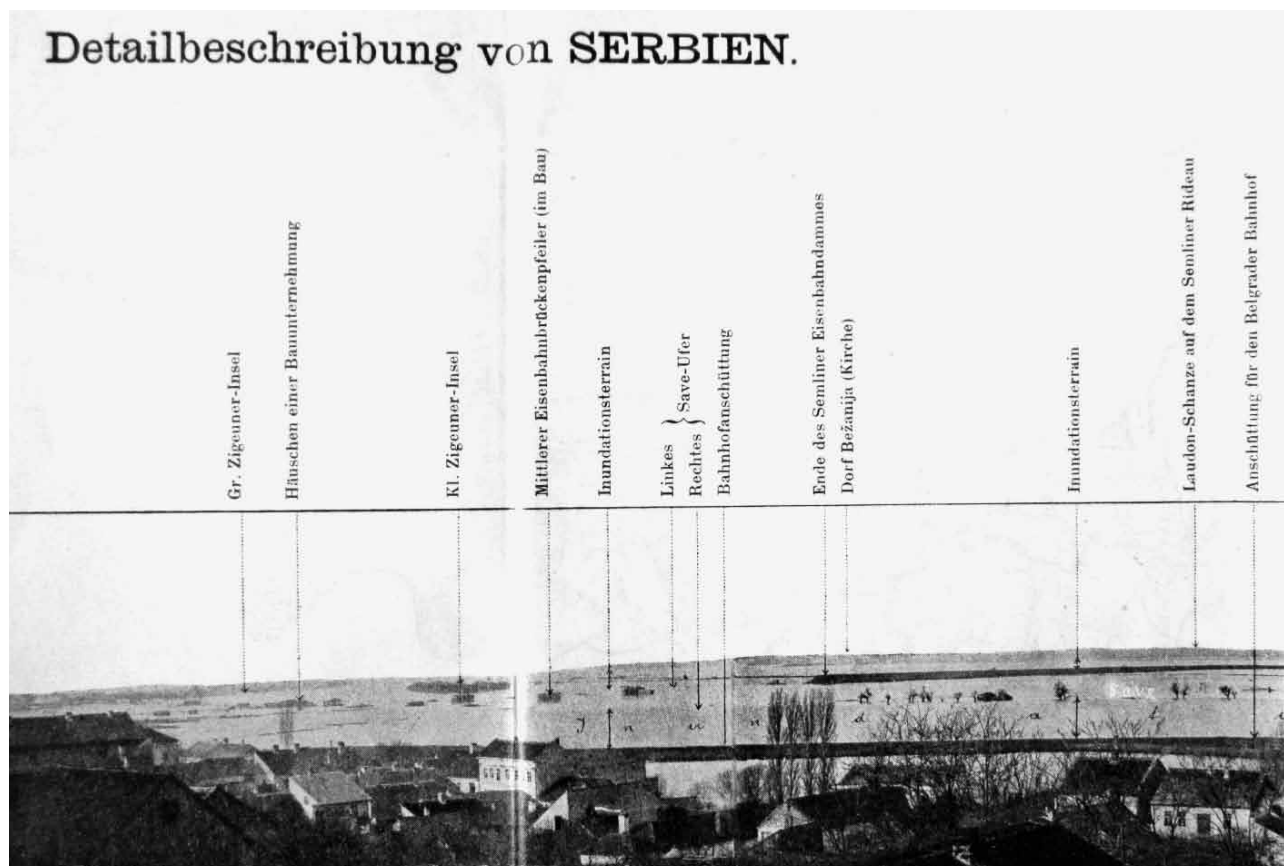 Detailbeschreibung von SERBIEN.
Gr. Zigeuner-Insel
Häuschen einer Bauunternehmung
Kl. Zigeuner-Insel
Mittlerer Eisenbahnbrückenpfeiler (im Bau)
Inundationsterrain
Linkes
Rechtes } Save-Ufer
Bahnhofanschüttung
Ende des Semliner Eisenbahndammes
Dorf Bežanija (Kirche)
Inundationsterrain
Laudon-Schanze auf dem Semliner Rideau
Anschüttung für den Belgrader Bahnhof
Save